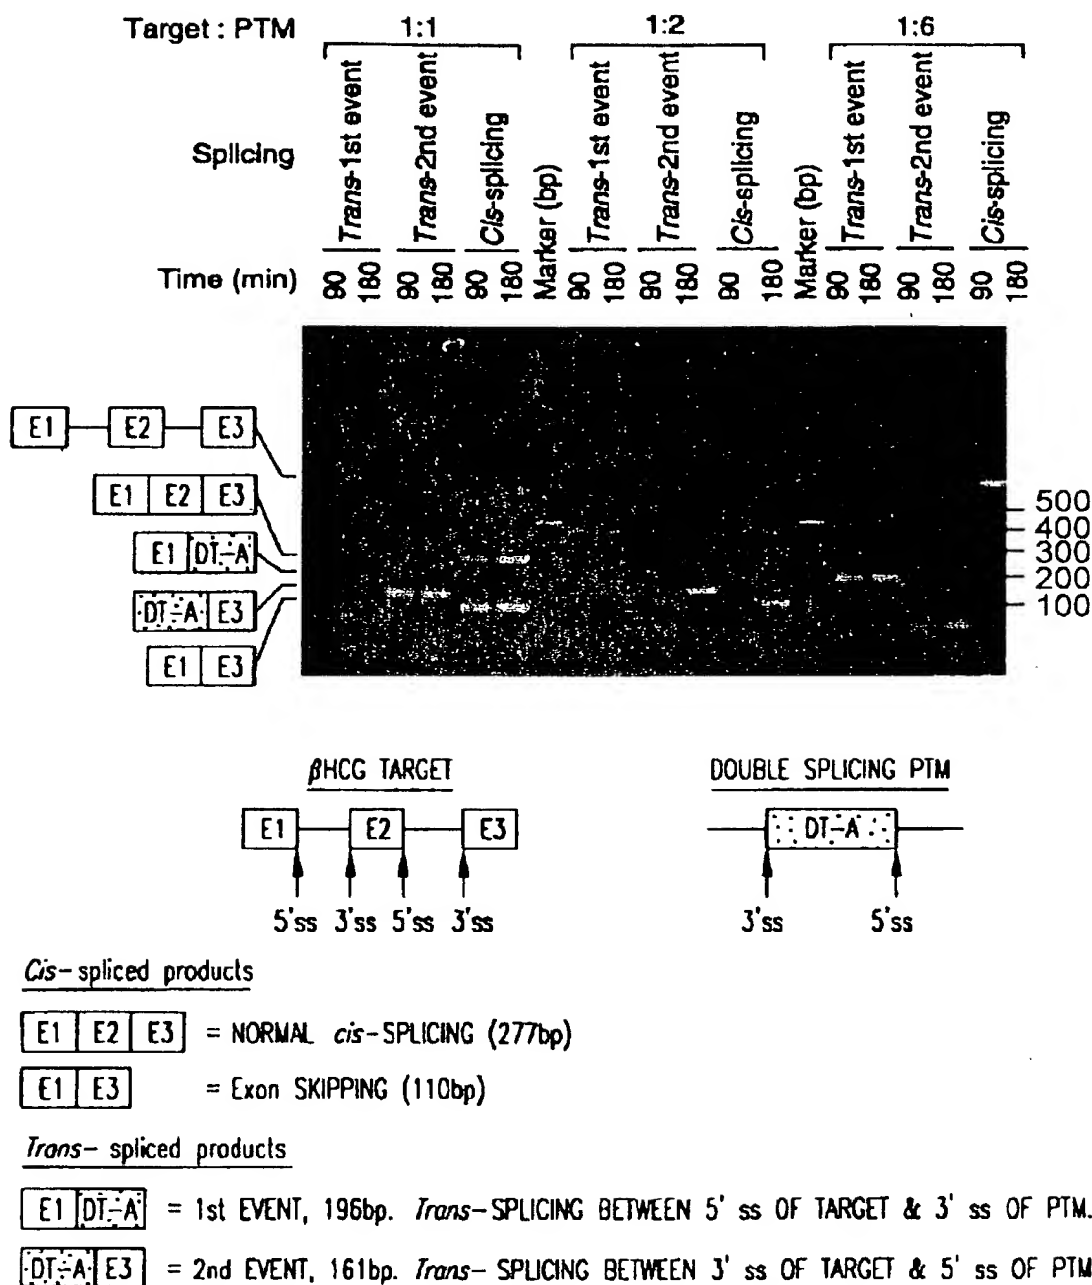 Target : PTM 1:1 1:2 1:6
Splicing Trans-1st event Trans-2nd event Cis-splicing Marker (bp) Trans-1st event Trans-2nd event Cis-splicing Marker (bp) Trans-1st event Trans-2nd event Cis-splicing
Time (min) 90 180 90 180 90 180 90 180 90 180 90 180 90 180 90 180 90 180
E1 E2 E3
E1 E2 E3
E1 DT-A
DT-A E3
E1 E3
500
400
300
200
100
βHCG TARGET
E1 E2 E3
5'ss 3'ss 5'ss 3'ss
DOUBLE SPLICING PTM
DT-A
3'ss 5'ss
Cis- spliced products
E1 E2 E3 = NORMAL cis-SPLICING (277bp)
E1 E3 = Exon SKIPPING (110bp)
Trans- spliced products
E1 DT-A = 1st EVENT, 196bp. Trans-SPLICING BETWEEN 5' ss OF TARGET & 3' ss OF PTM.
DT-A E3 = 2nd EVENT, 161bp. Trans- SPLICING BETWEEN 3' ss OF TARGET & 5' ss OF PTM